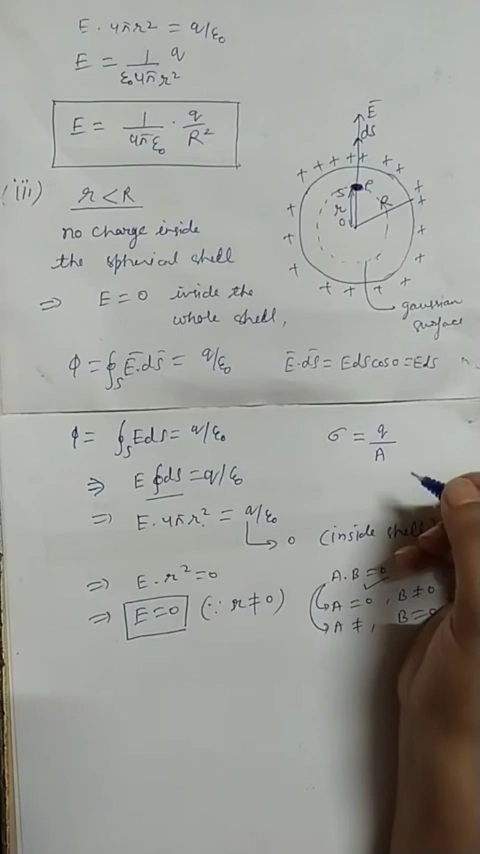 E . 4πr² = q/ε₀
E = 1/ε₀4πr² q
E = 1/4πε₀ . q/R²
(iii) r < R
no charge inside
the spherical shell
⇒ E = 0 inside the
whole shell,
E⃗
ds
+ + + + + + + + + + + + + + + + + +
S P
r R
O
gaussian
surface
φ = ∮ₛ E⃗.ds⃗ = q/ε₀
E⃗.ds⃗ = Eds cos0 = Eds
φ = ∮ₛ Eds = q/ε₀
σ = q/A
⇒ E ∮ds = q/ε₀
⇒ E . 4πr² = q/ε₀
→ 0 (inside shell
⇒ E . r² = 0
A.B = 0
⇒ E = 0 (∵ r ≠ 0)
→ A = 0, B ≠ 0
→ A ≠, B = 0